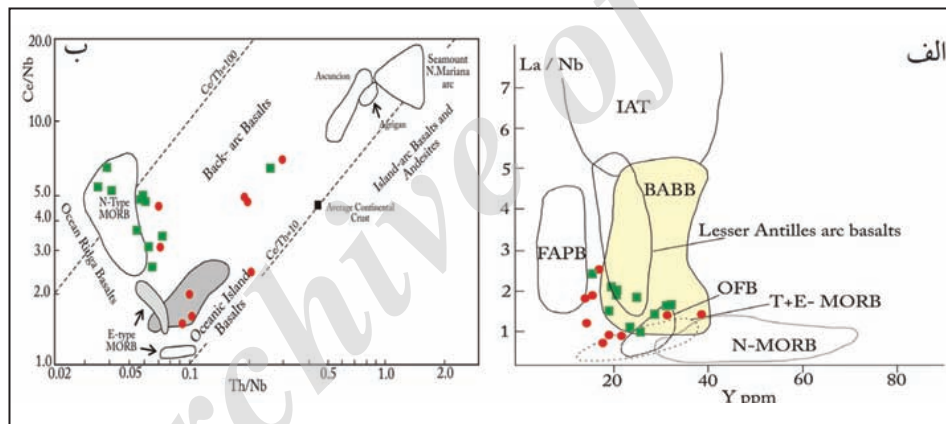 ب
Ce/Nb
20.0
10.0
5.0
4.0
3.0
2.0
1.0
0.02
0.05
0.1
0.5
1.0
2.0
Th/Nb
Ce/Th=100
Ce/Th=10
Back- arc Basalts
Island-arc Basalts and
Andesites
Ocean Ridge Basalts
Oceanic Island
Basalts
N-Type
MORB
E-type
MORB
Ascuncion
Seamount
N.Mariana
arc
Agrigan
Average Continental
Crust
الف
La / Nb
7
6
5
4
3
2
1
20
40
60
80
Y ppm
IAT
BABB
FAPB
Lesser Antilles arc basalts
OFB
T+E- MORB
N-MORB
Archive of